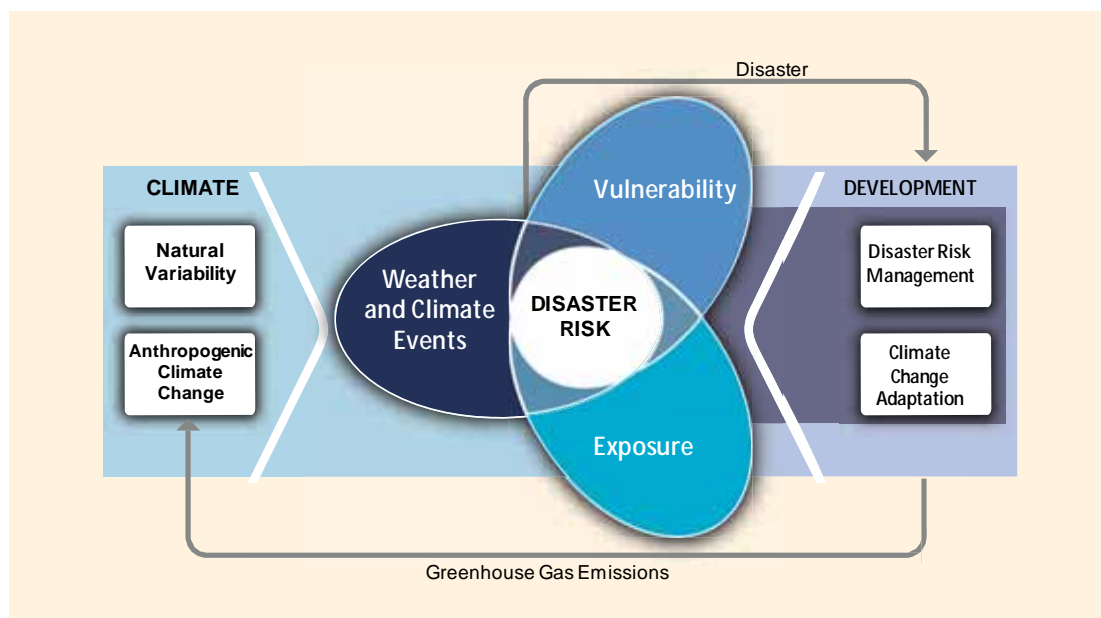 Disaster
CLIMATE
Natural
Variability
Anthropogenic
Climate
Change
Weather
and Climate
Events
Vulnerability
DISASTER
RISK
Exposure
DEVELOPMENT
Disaster Risk
Management
Climate
Change
Adaptation
Greenhouse Gas Emissions